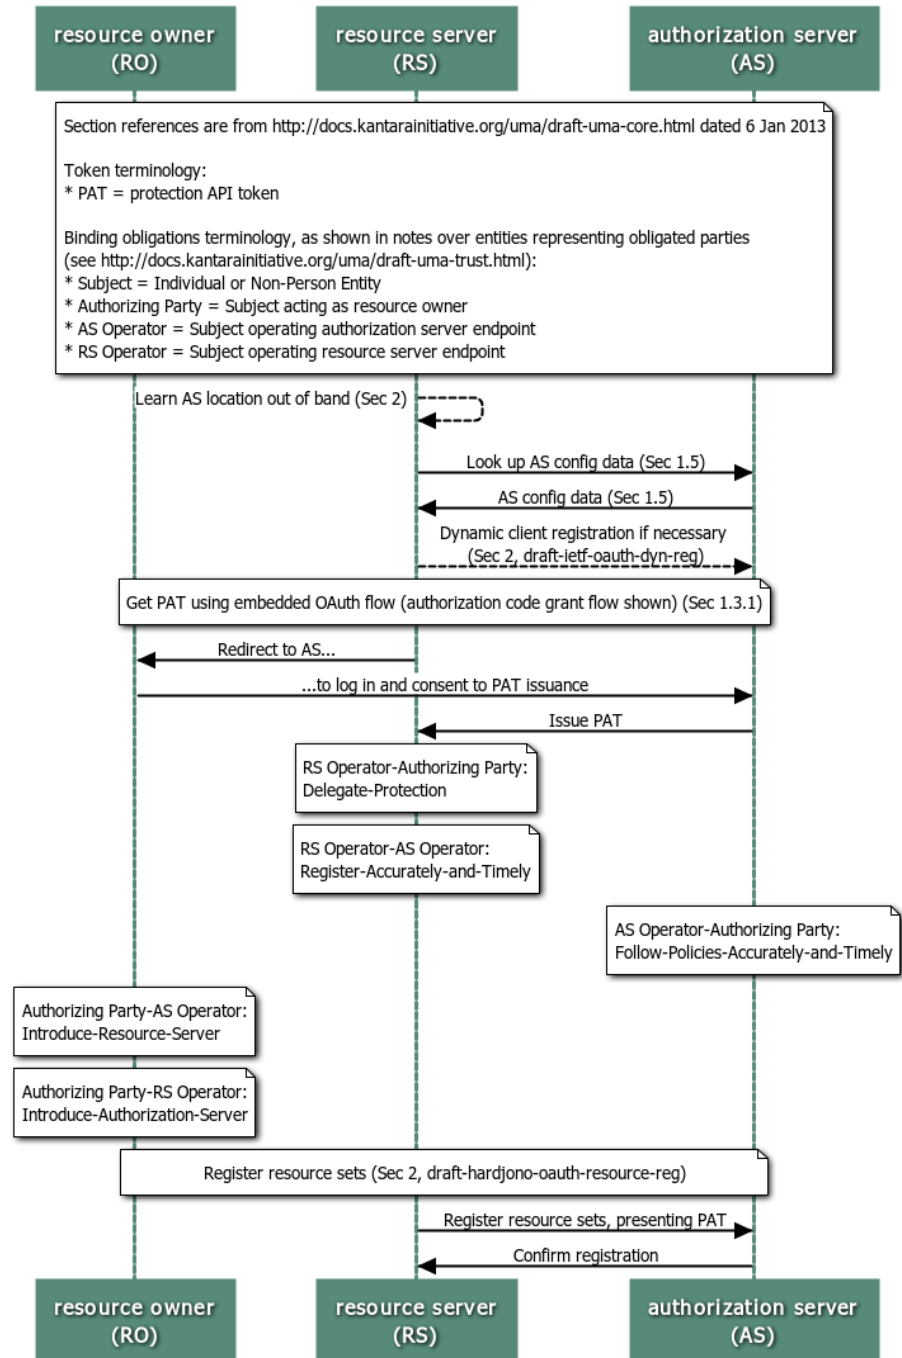 resource owner
(RO)
resource server
(RS)
authorization server
(AS)
Section references are from http://docs.kantarainitiative.org/uma/draft-uma-core.html dated 6 Jan 2013
Token terminology:
* PAT = protection API token
Binding obligations terminology, as shown in notes over entities representing obligated parties
(see http://docs.kantarainitiative.org/uma/draft-uma-trust.html):
* Subject = Individual or Non-Person Entity
* Authorizing Party = Subject acting as resource owner
* AS Operator = Subject operating authorization server endpoint
* RS Operator = Subject operating resource server endpoint
Learn AS location out of band (Sec 2)
Look up AS config data (Sec 1.5)
AS config data (Sec 1.5)
Dynamic client registration if necessary
(Sec 2, draft-ietf-oauth-dyn-reg)
Get PAT using embedded OAuth flow (authorization code grant flow shown) (Sec 1.3.1)
Redirect to AS...
...to log in and consent to PAT issuance
Issue PAT
RS Operator-Authorizing Party:
Delegate-Protection
RS Operator-AS Operator:
Register-Accurately-and-Timely
AS Operator-Authorizing Party:
Follow-Policies-Accurately-and-Timely
Authorizing Party-AS Operator:
Introduce-Resource-Server
Authorizing Party-RS Operator:
Introduce-Authorization-Server
Register resource sets (Sec 2, draft-hardjono-oauth-resource-reg)
Register resource sets, presenting PAT
Confirm registration
resource owner
(RO)
resource server
(RS)
authorization server
(AS)